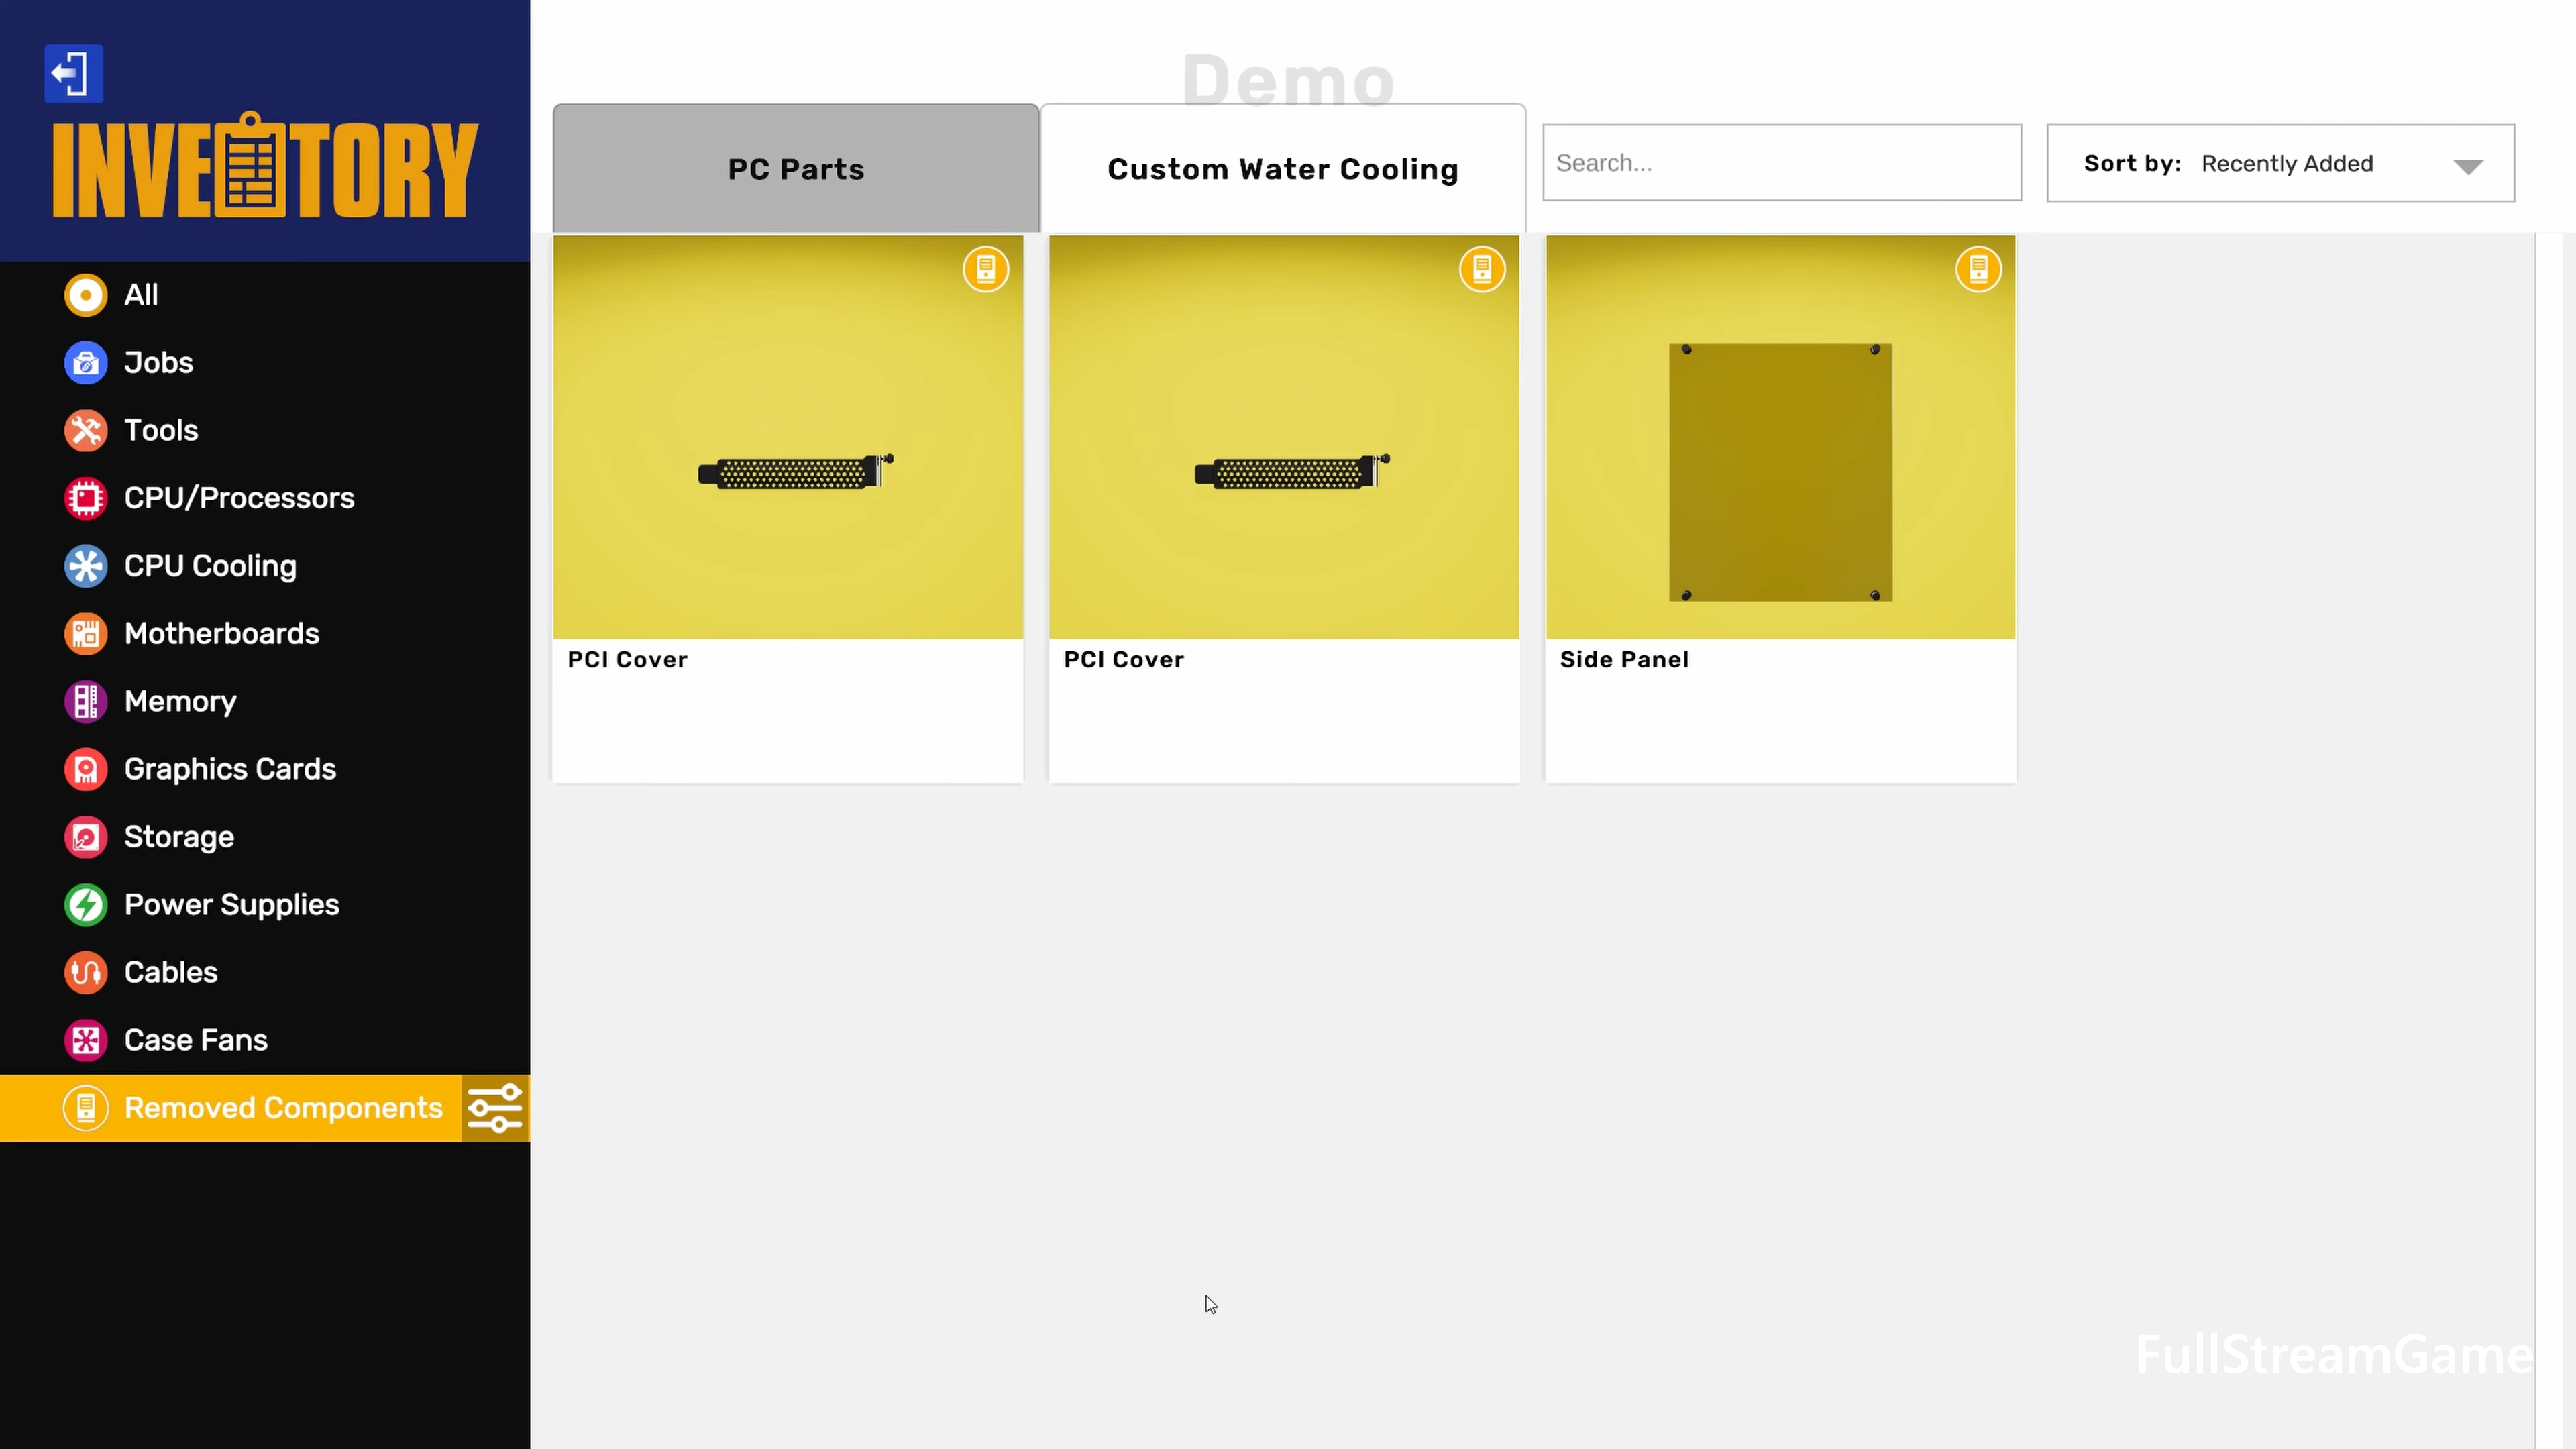 Demo
INVENTORY
PC Parts
Custom Water Cooling
Search...
Sort by: Recently Added
All
Jobs
Tools
CPU/Processors
CPU Cooling
Motherboards
Memory
Graphics Cards
Storage
Power Supplies
Cables
Case Fans
Removed Components
PCI Cover
PCI Cover
Side Panel
FullStreamGame